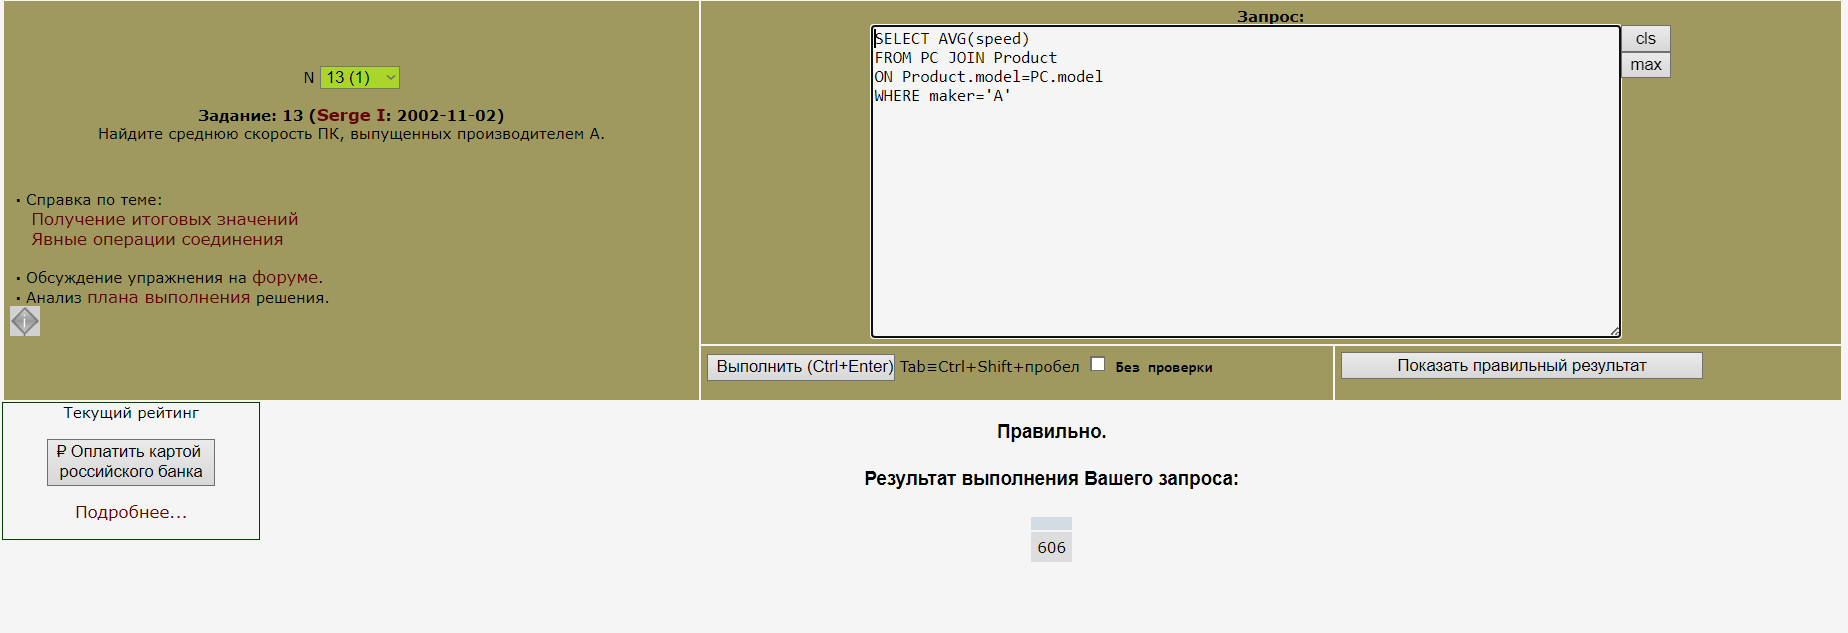 N 13 (1)
Задание: 13 (Serge I: 2002-11-02)
Найдите среднюю скорость ПК, выпущенных производителем A.
· Справка по теме:
Получение итоговых значений
Явные операции соединения
· Обсуждение упражнения на форуме.
· Анализ плана выполнения решения.
i
Запрос:
SELECT AVG(speed)
FROM PC JOIN Product
ON Product.model=PC.model
WHERE maker='A'
cls
max
Выполнить (Ctrl+Enter) Tab≡Ctrl+Shift+пробел Без проверки
Показать правильный результат
Текущий рейтинг
₽ Оплатить картой
российского банка
Подробнее...
Правильно.
Результат выполнения Вашего запроса:
606